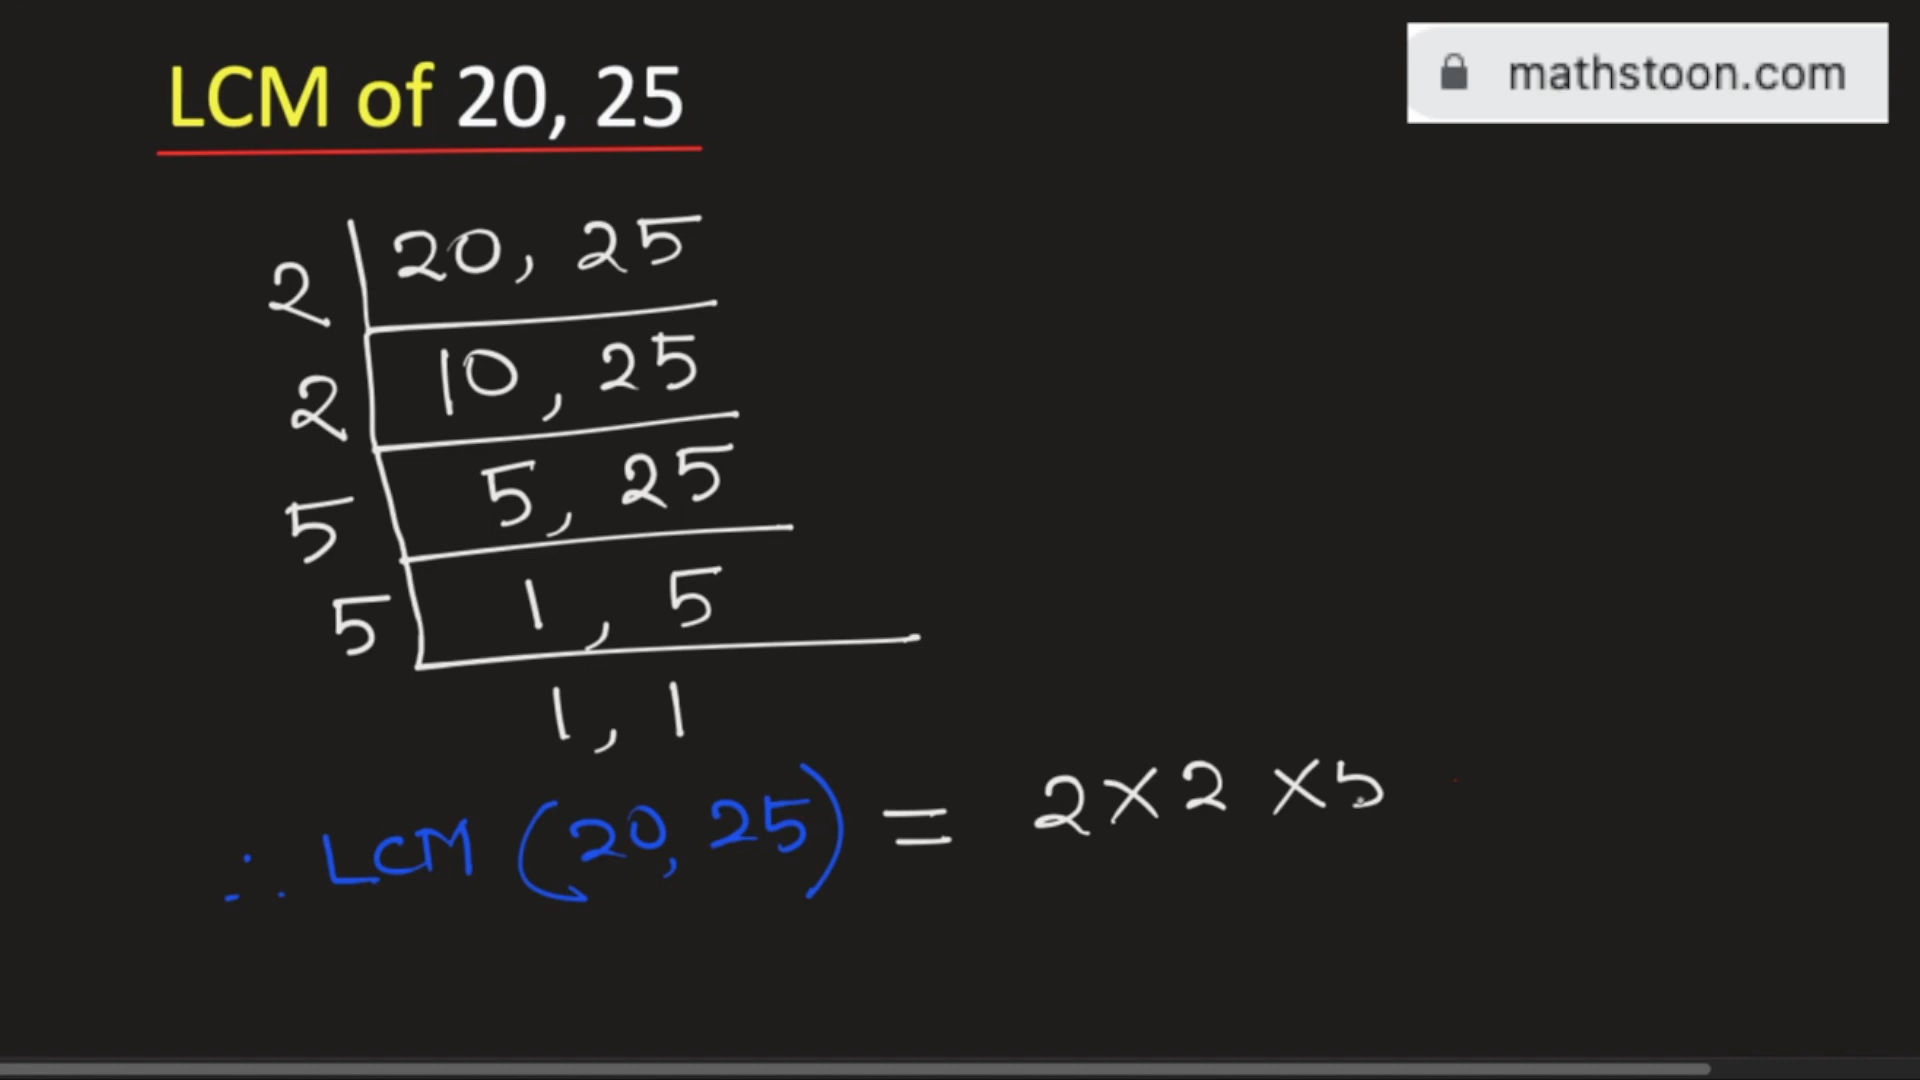 LCM of 20, 25
mathstoon.com
2 | 20, 25
2 | 10, 25
5 | 5, 25
5 | 1, 5
1, 1
∴ LCM (20, 25) = 2 × 2 × 5